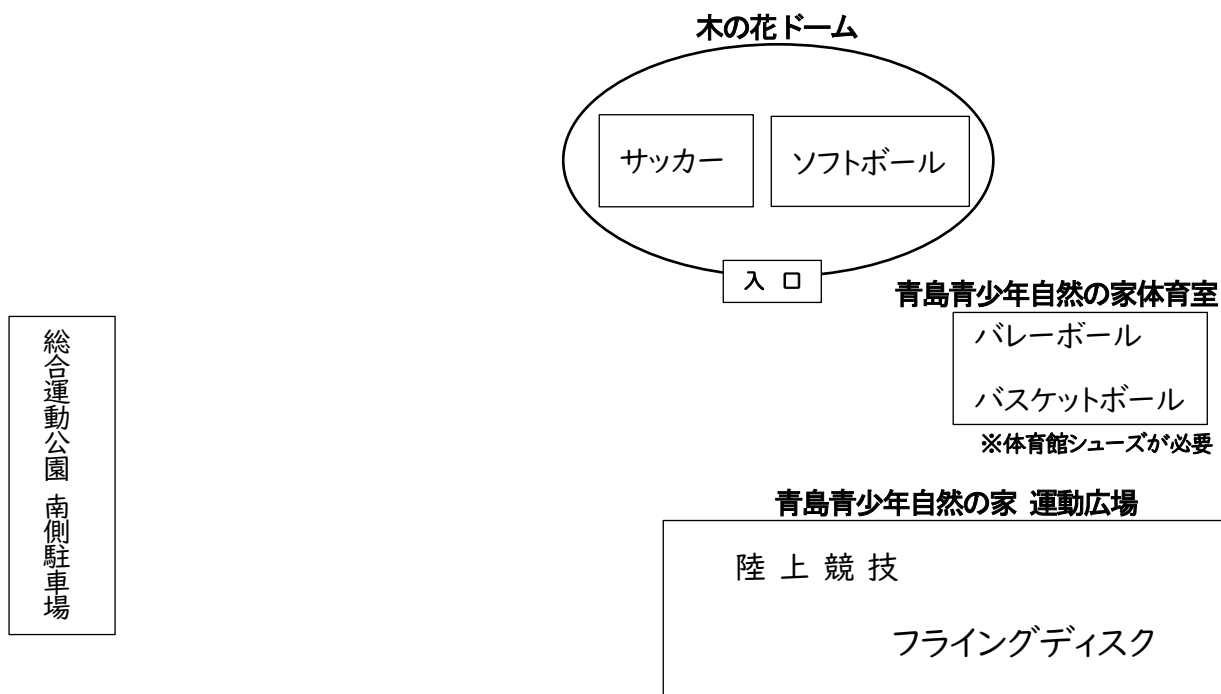 木の花ドーム
サッカー
ソフトボール
入 口
青島青少年自然の家体育室
バレーボール
バスケットボール
※体育館シューズが必要
総合運動公園 南側駐車場
青島青少年自然の家 運動広場
陸 上 競 技
フライングディスク